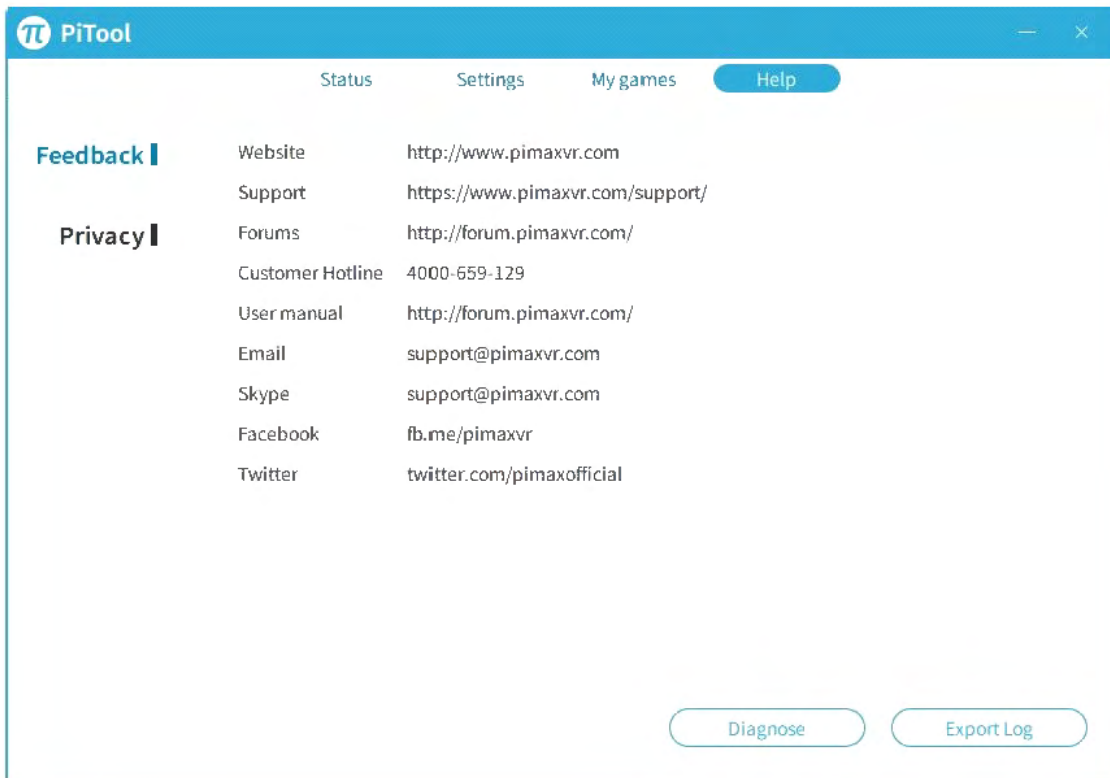 π PiTool
Status Settings My games Help
Feedback
Website http://www.pimaxvr.com
Support https://www.pimaxvr.com/support/
Privacy
Forums http://forum.pimaxvr.com/
Customer Hotline 4000-659-129
User manual http://forum.pimaxvr.com/
Email support@pimaxvr.com
Skype support@pimaxvr.com
Facebook fb.me/pimaxvr
Twitter twitter.com/pimaxofficial
Diagnose Export Log